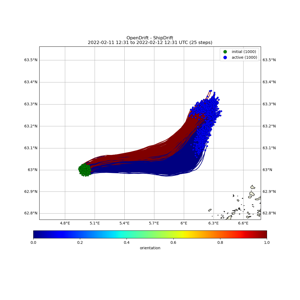 OpenDrift - ShipDrift
2022-02-11 12:31 to 2022-02-12 12:31 UTC (25 steps)
initial (1000)
active (1000)
63.5°N 63.5°N
63.4°N 63.4°N
63.3°N 63.3°N
63.2°N 63.2°N
63.1°N 63.1°N
63°N 63°N
62.9°N 62.9°N
62.8°N 62.8°N
4.8°E 5.1°E 5.4°E 5.7°E 6°E 6.3°E 6.6°E
0.0 0.2 0.4 0.6 0.8 1.0
orientation